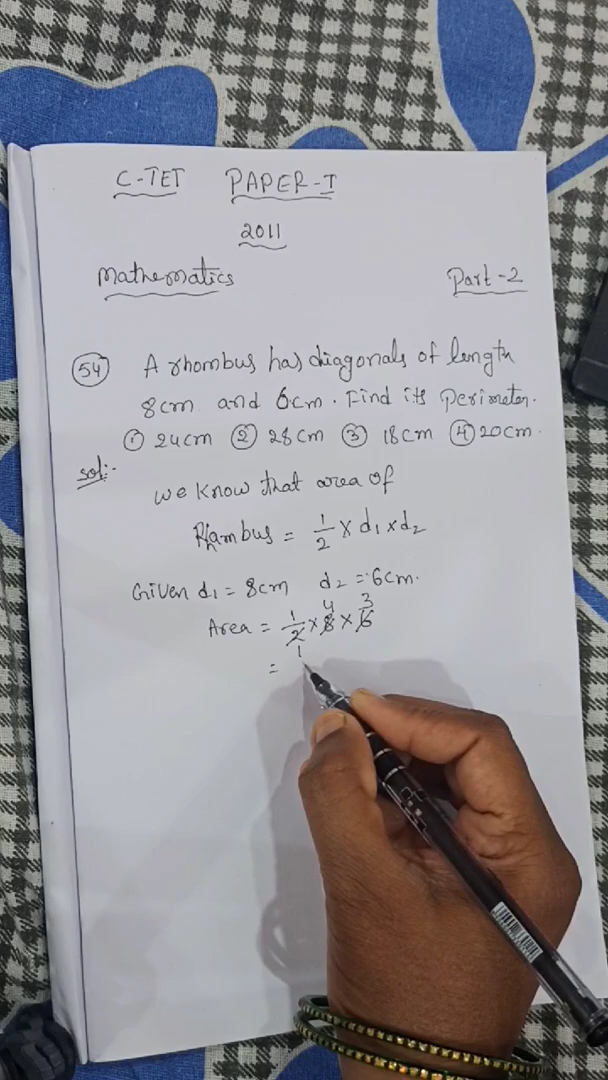 C-TET PAPER-I
2011
Mathematics Part-2
54 A rhombus has diagonals of length
8cm and 6cm. Find its perimeter.
① 24cm ② 28cm ③ 18cm ④ 20cm.
Sol:-
we know that area of
Rhambus = 1/2 × d1 × d2
Given d1 = 8cm d2 = 6cm.
4 3
Area = 1/2 × 8 × 6
1
=